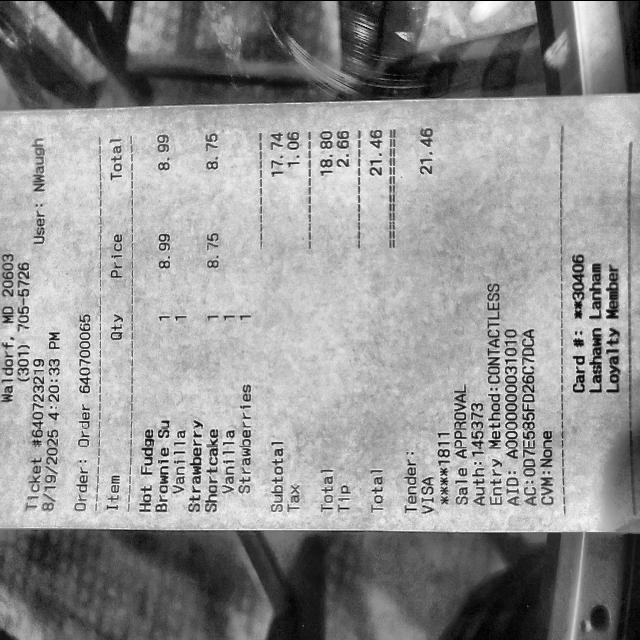 Waldorf, MD 20603
(301) 705-5726
Ticket #640723219
8/19/2025 4:20:33 PM User: NWaugh
Order: Order 640700065
Item Qty Price Total
Hot Fudge
Brownie Su 1 8.99 8.99
Vanilla 1
Strawberry
Shortcake 1 8.75 8.75
Vanilla 1
Strawberries 1
Subtotal 17.74
Tax 1.06
Total 18.80
Tip 2.66
Total 21.46
Tender:
VISA 21.46
****1811
Sale APPROVAL
Auth:145373
Entry Method:CONTACTLESS
AID: A0000000031010
AC:0D75585FD26C7DCA
CVM:None
Card #: **30406
Lashawn Lanham
Loyalty Member